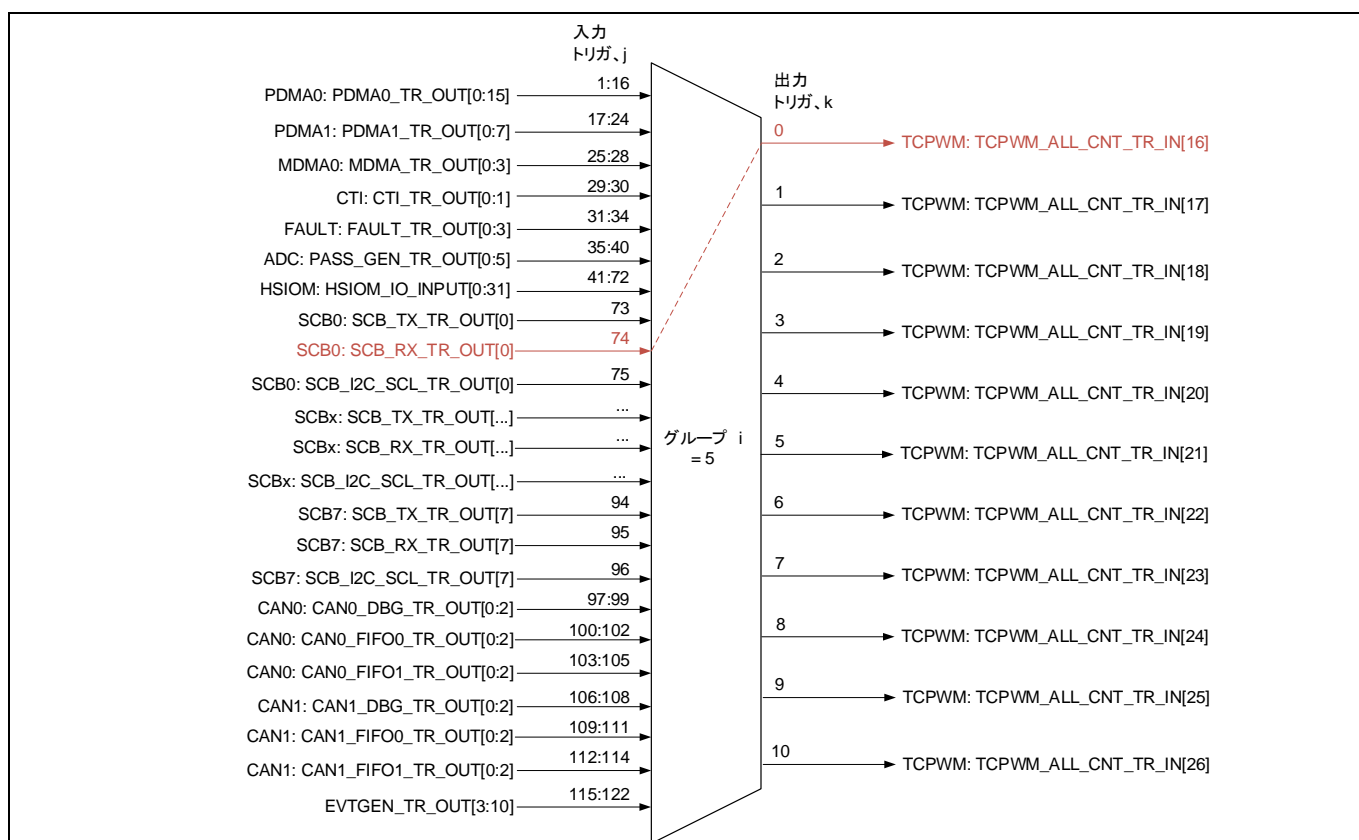 入力
トリガ、j
出力
トリガ、k
PDMA0: PDMA0_TR_OUT[0:15] 1:16
PDMA1: PDMA1_TR_OUT[0:7] 17:24
MDMA0: MDMA_TR_OUT[0:3] 25:28
CTI: CTI_TR_OUT[0:1] 29:30
FAULT: FAULT_TR_OUT[0:3] 31:34
ADC: PASS_GEN_TR_OUT[0:5] 35:40
HSIOM: HSIOM_IO_INPUT[0:31] 41:72
SCB0: SCB_TX_TR_OUT[0] 73
SCB0: SCB_RX_TR_OUT[0] 74
SCB0: SCB_I2C_SCL_TR_OUT[0] 75
SCBx: SCB_TX_TR_OUT[...] ...
SCBx: SCB_RX_TR_OUT[...] ...
SCBx: SCB_I2C_SCL_TR_OUT[...] ...
SCB7: SCB_TX_TR_OUT[7] 94
SCB7: SCB_RX_TR_OUT[7] 95
SCB7: SCB_I2C_SCL_TR_OUT[7] 96
CAN0: CAN0_DBG_TR_OUT[0:2] 97:99
CAN0: CAN0_FIFO0_TR_OUT[0:2] 100:102
CAN0: CAN0_FIFO1_TR_OUT[0:2] 103:105
CAN1: CAN1_DBG_TR_OUT[0:2] 106:108
CAN1: CAN1_FIFO0_TR_OUT[0:2] 109:111
CAN1: CAN1_FIFO1_TR_OUT[0:2] 112:114
EVTGEN_TR_OUT[3:10] 115:122
グループ i
= 5
0 TCPWM: TCPWM_ALL_CNT_TR_IN[16]
1 TCPWM: TCPWM_ALL_CNT_TR_IN[17]
2 TCPWM: TCPWM_ALL_CNT_TR_IN[18]
3 TCPWM: TCPWM_ALL_CNT_TR_IN[19]
4 TCPWM: TCPWM_ALL_CNT_TR_IN[20]
5 TCPWM: TCPWM_ALL_CNT_TR_IN[21]
6 TCPWM: TCPWM_ALL_CNT_TR_IN[22]
7 TCPWM: TCPWM_ALL_CNT_TR_IN[23]
8 TCPWM: TCPWM_ALL_CNT_TR_IN[24]
9 TCPWM: TCPWM_ALL_CNT_TR_IN[25]
10 TCPWM: TCPWM_ALL_CNT_TR_IN[26]